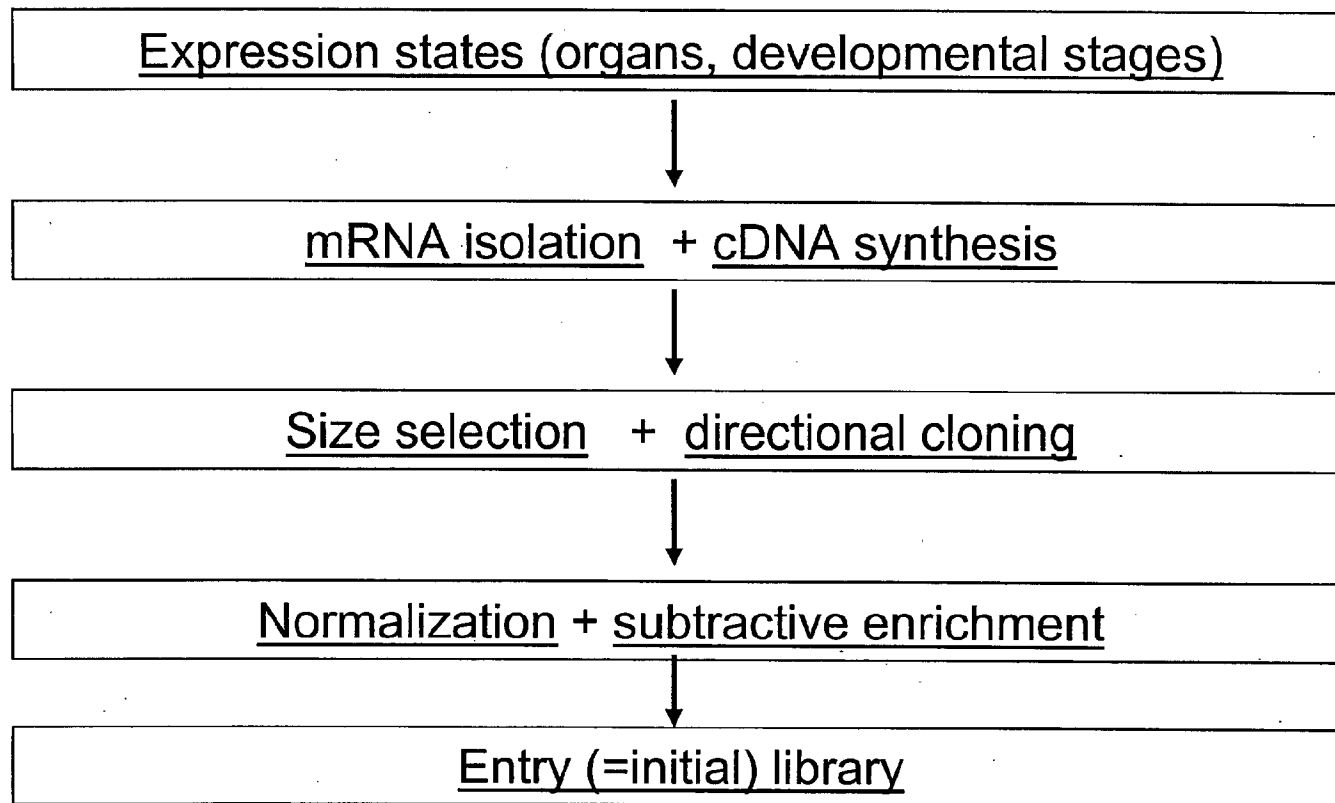 Expression states (organs, developmental stages)
mRNA isolation + cDNA synthesis
Size selection + directional cloning
Normalization + subtractive enrichment
Entry (=initial) library